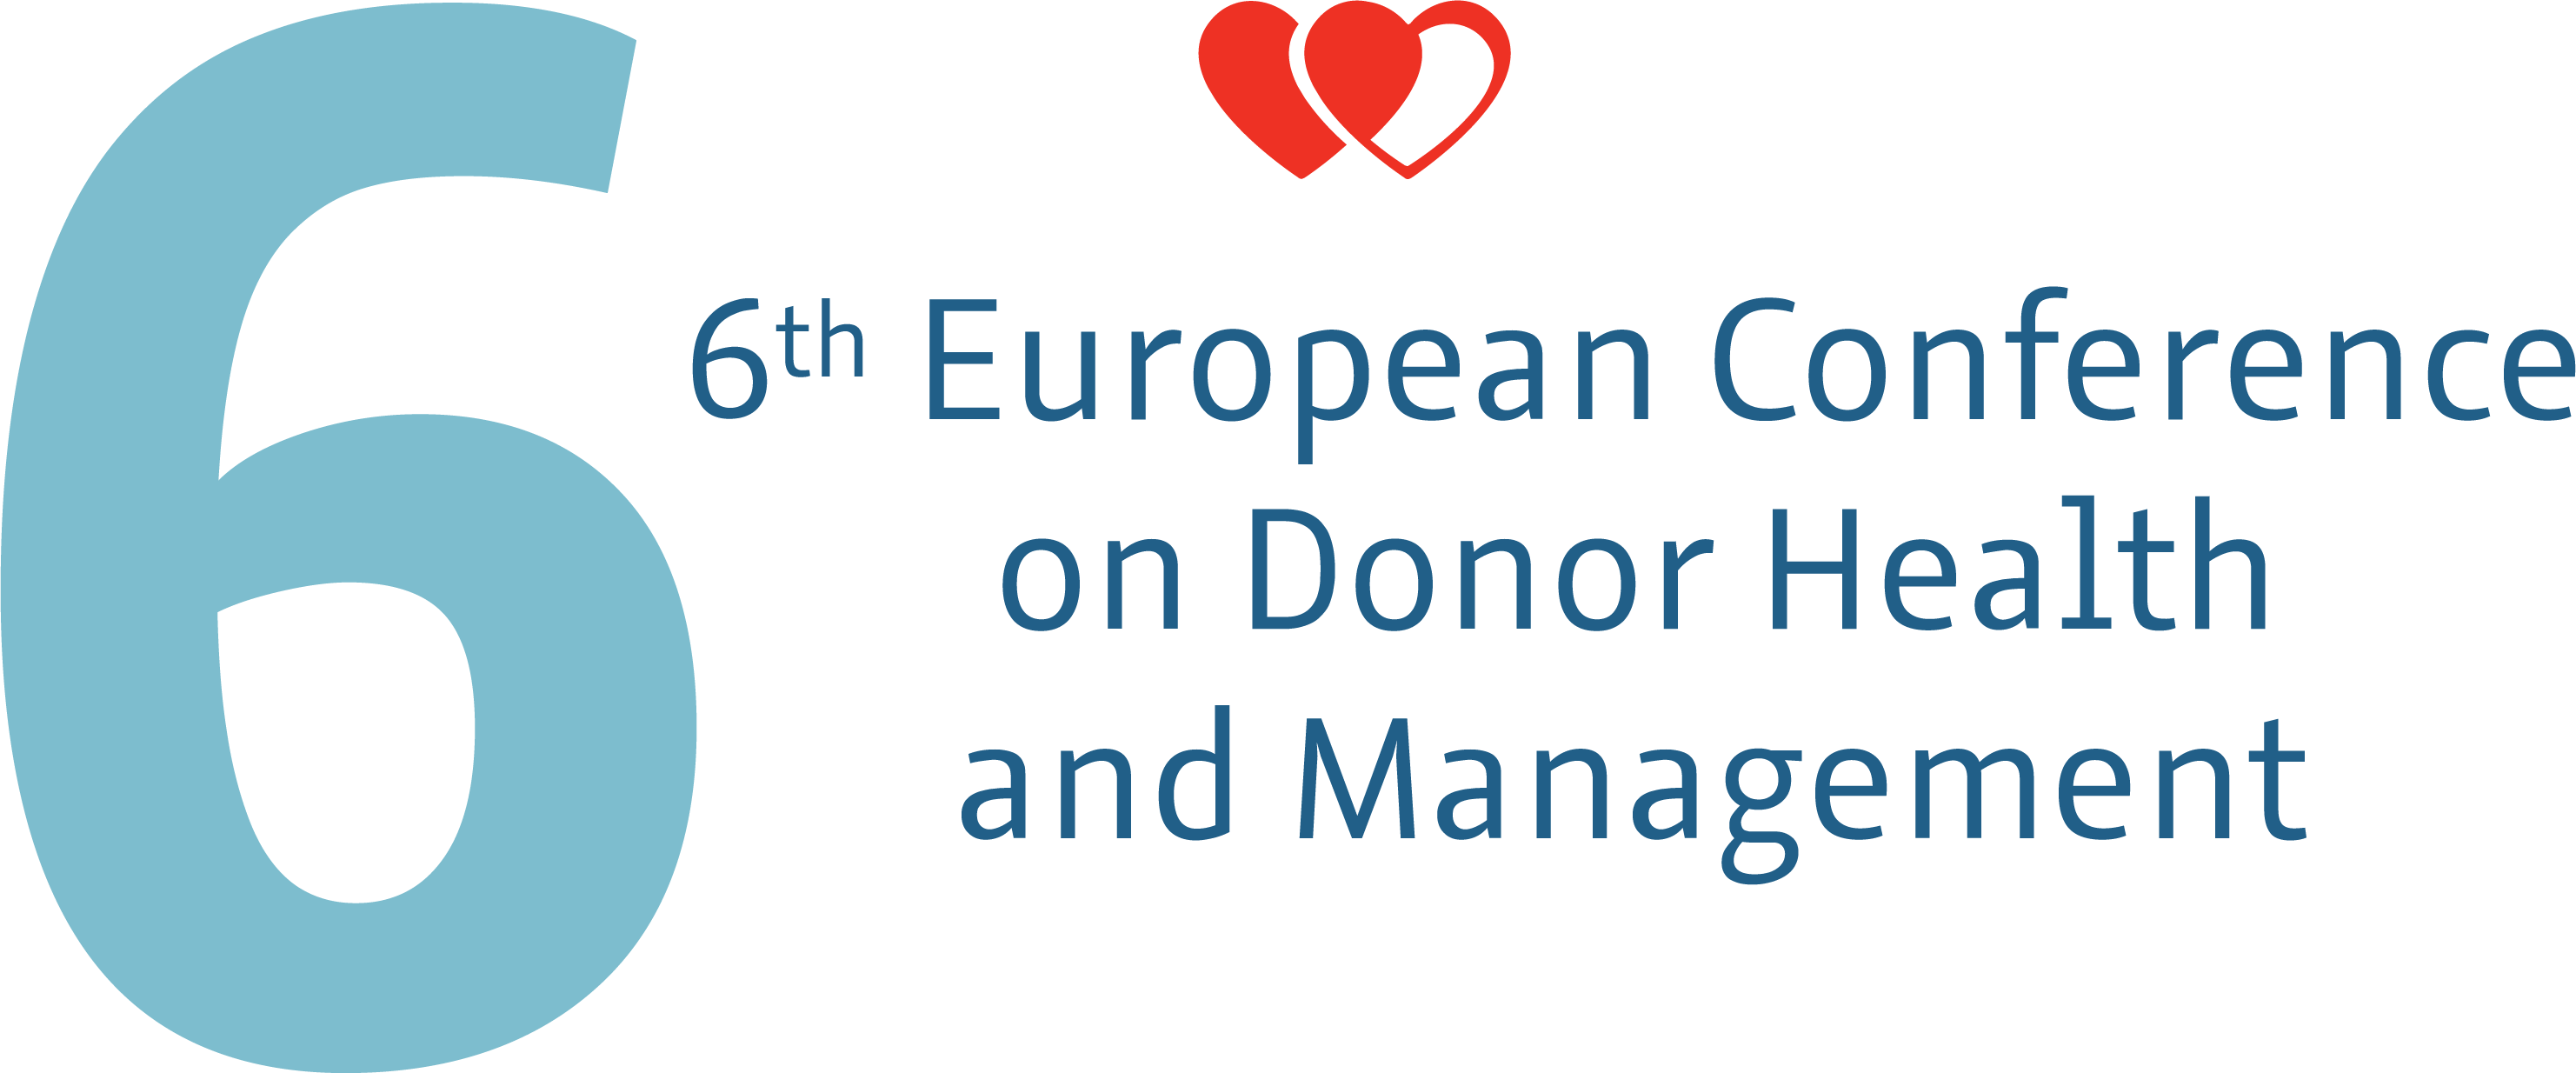 6
6th European Conference
on Donor Health
and Management